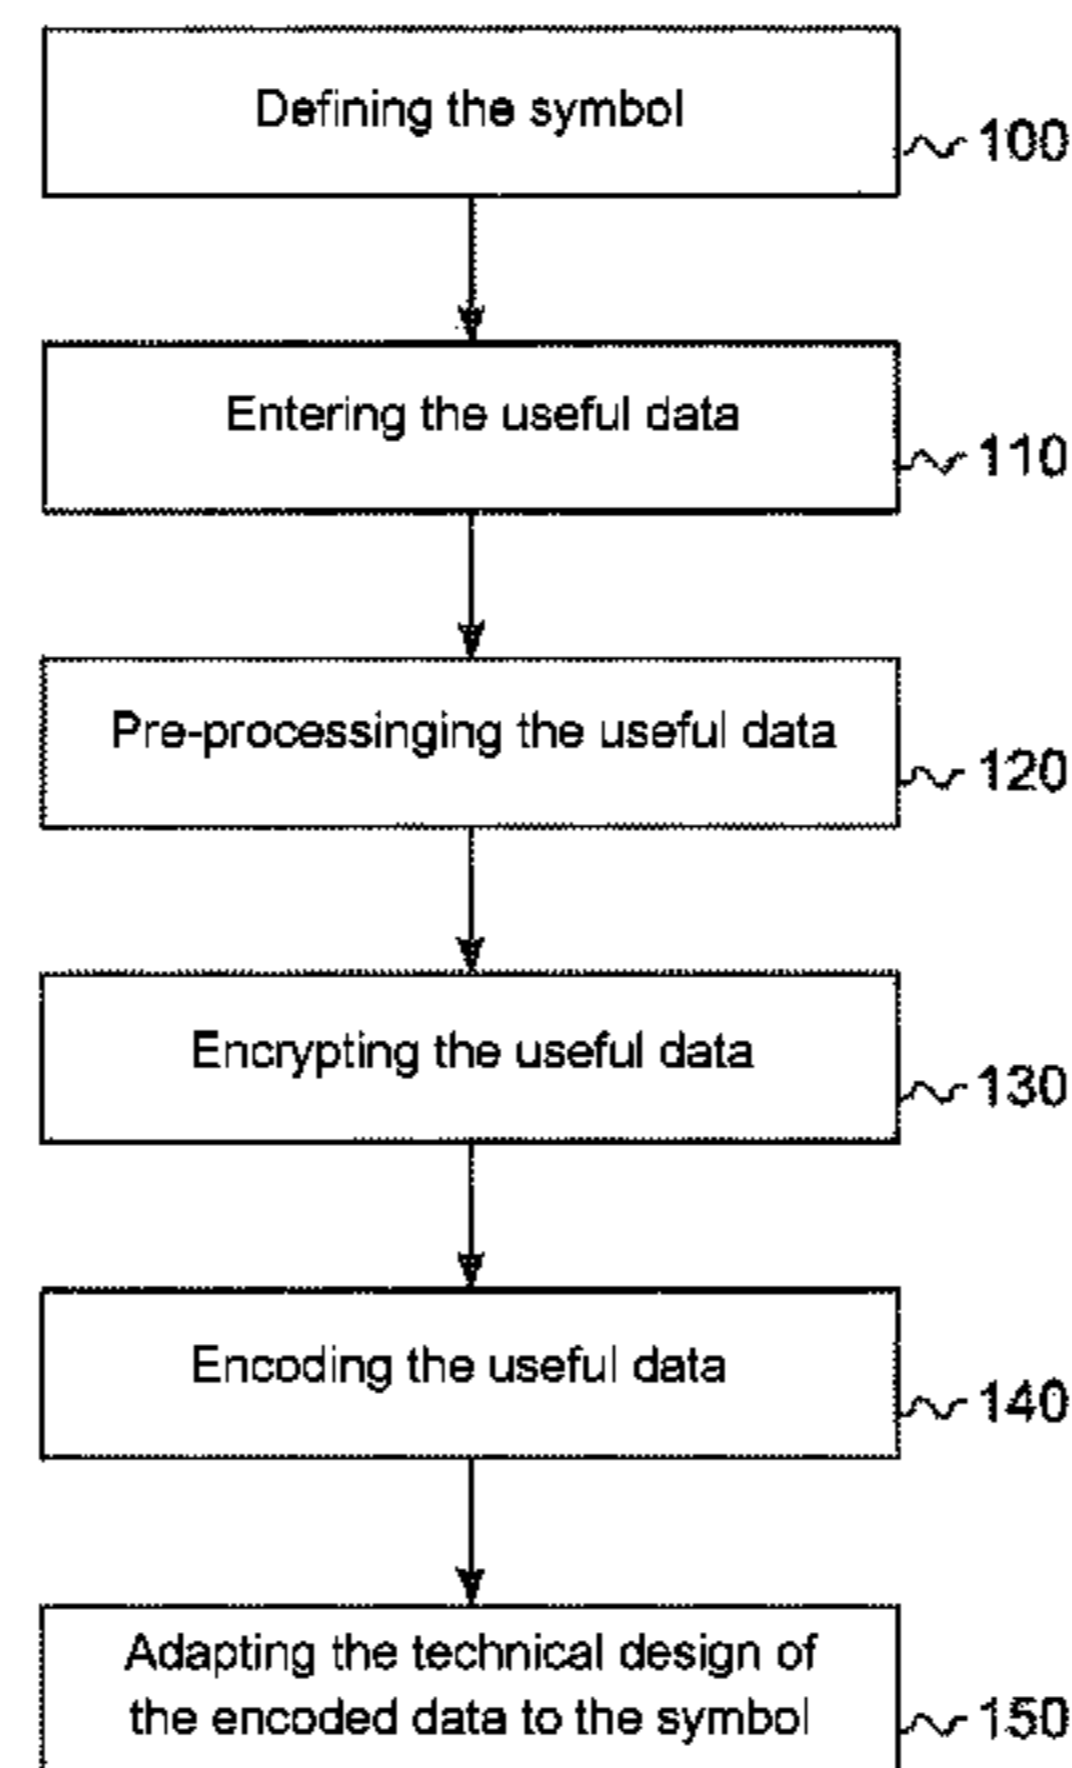 Defining the symbol
100
Entering the useful data
110
Pre-processinging the useful data
120
Encrypting the useful data
130
Encoding the useful data
140
Adapting the technical design of
the encoded data to the symbol
150